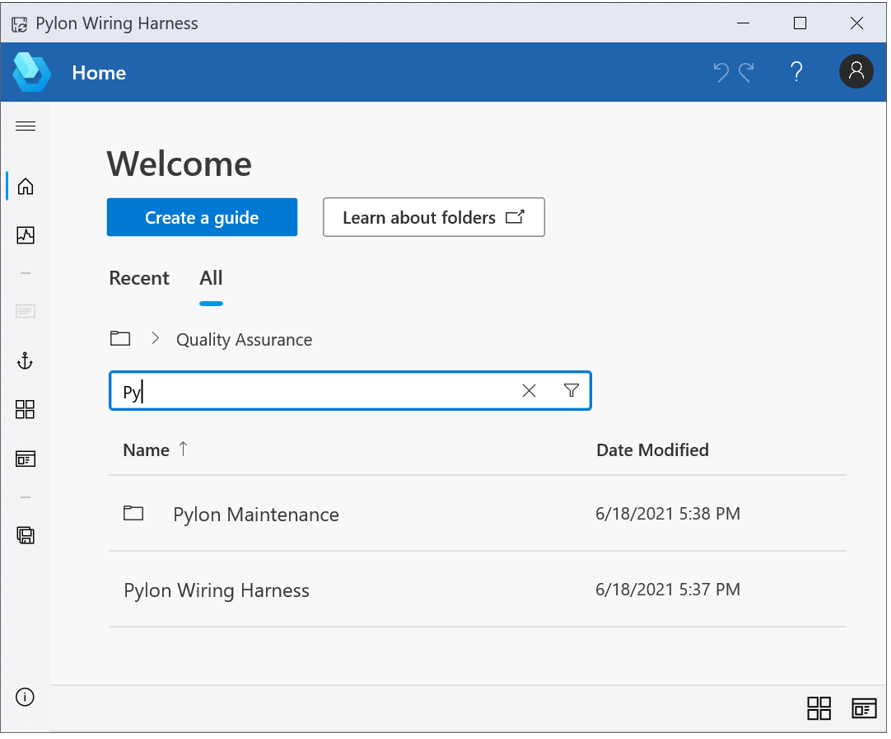 Pylon Wiring Harness
Home
?
Welcome
Create a guide
Learn about folders
Recent All
> Quality Assurance
Py
Name ↑ Date Modified
Pylon Maintenance 6/18/2021 5:38 PM
Pylon Wiring Harness 6/18/2021 5:37 PM